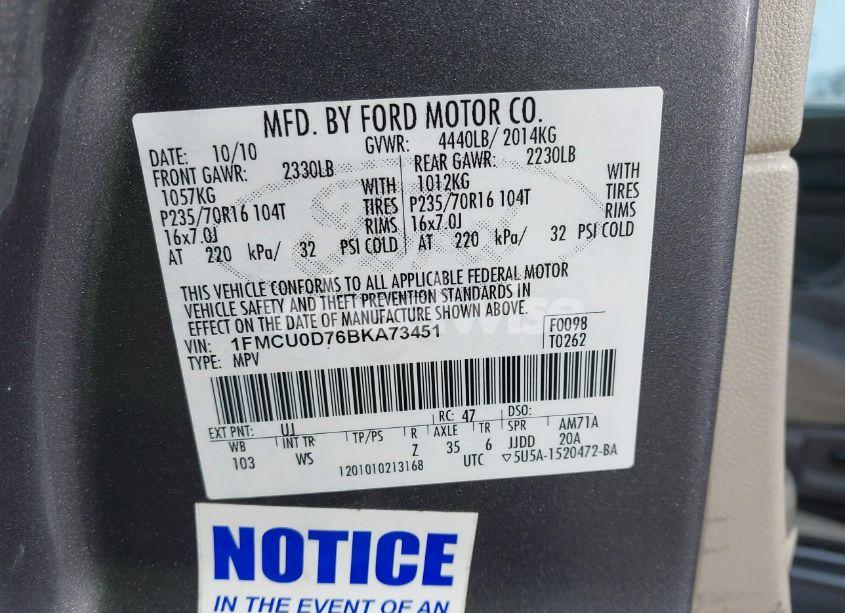 MFD. BY FORD MOTOR CO.
DATE: 10/10 GVWR: 4440LB/ 2014KG
FRONT GAWR: 2330LB REAR GAWR: 2230LB
1057KG WITH 1012KG WITH
P235/70R16 104T TIRES P235/70R16 104T TIRES
16x7.0J RIMS 16x7.0J RIMS
AT 220 kPa/ 32 PSI COLD AT 220 kPa/ 32 PSI COLD
THIS VEHICLE CONFORMS TO ALL APPLICABLE FEDERAL MOTOR
VEHICLE SAFETY AND THEFT PREVENTION STANDARDS IN
EFFECT ON THE DATE OF MANUFACTURE SHOWN ABOVE.
VIN: 1FMCU0D76BKA73451 F0098
TYPE: MPV T0262
EXT PNT: UJ RC: 47 DSO:
WB INT TR TP/PS R AXLE TR SPR AM71A
103 WS Z 35 6 JJDD 20A
1201010213168 UTC ▽5U5A-1520472-BA
NOTICE
IN THE EVENT OF AN